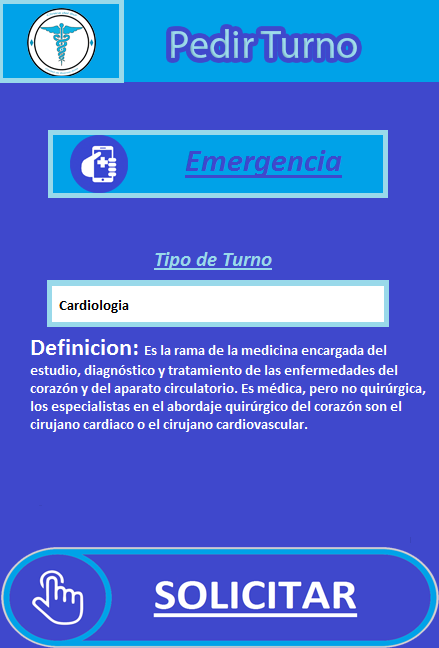 Pedir Turno
Emergencia
Tipo de Turno
Cardiologia
Definicion: Es la rama de la medicina encargada del
estudio, diagnóstico y tratamiento de las enfermedades del
corazón y del aparato circulatorio. Es médica, pero no quirúrgica,
los especialistas en el abordaje quirúrgico del corazón son el
cirujano cardiaco o el cirujano cardiovascular.
SOLICITAR